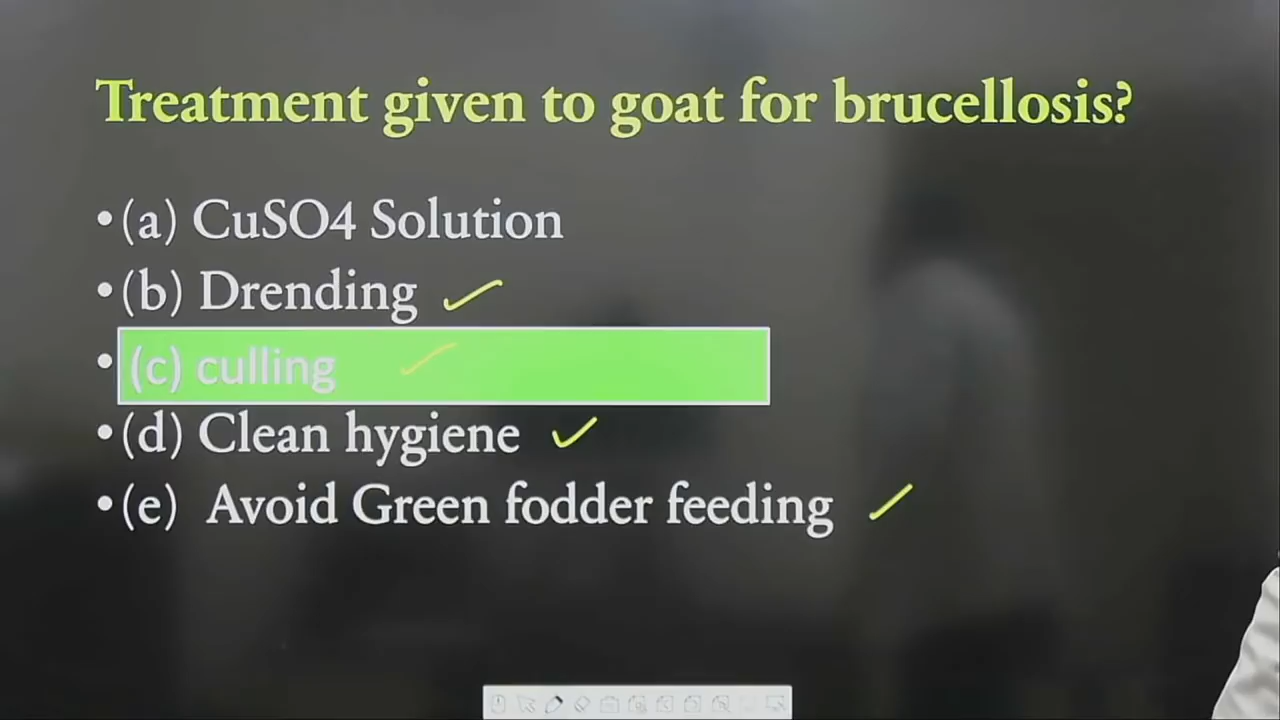 Treatment given to goat for brucellosis?
•(a) CuSO4 Solution
•(b) Drending
•(c) culling
•(d) Clean hygiene
•(e) Avoid Green fodder feeding